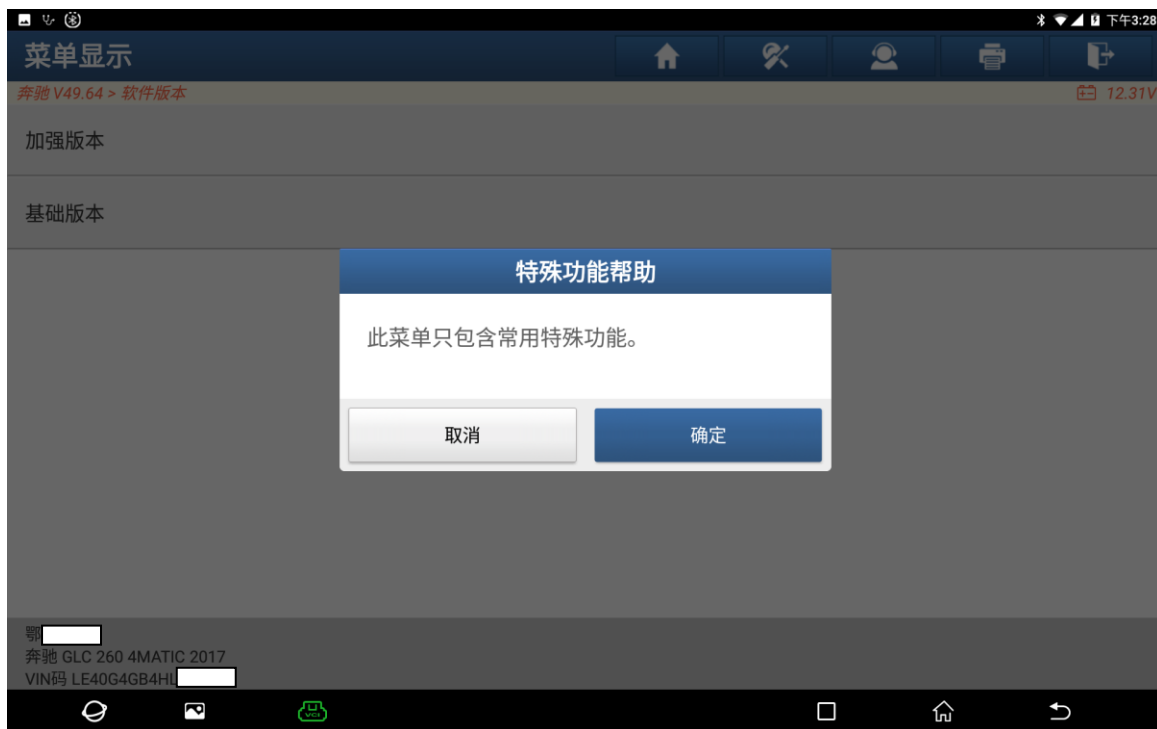 下午3:28
菜单显示
奔驰 V49.64 > 软件版本
12.31V
加强版本
基础版本
特殊功能帮助
此菜单只包含常用特殊功能。
取消
确定
鄂
奔驰 GLC 260 4MATIC 2017
VIN码 LE40G4GB4HL
VCI